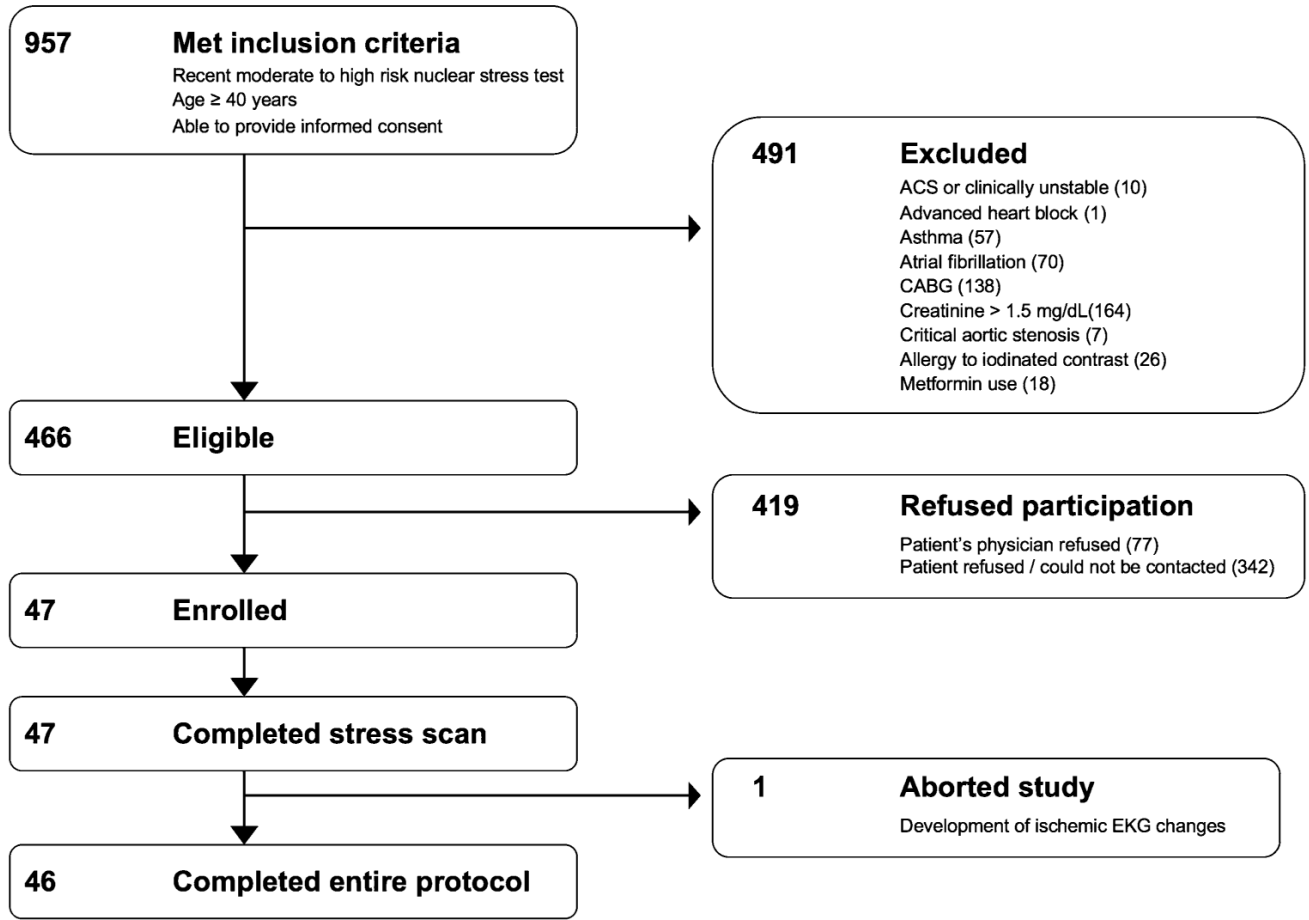 957 Met inclusion criteria
Recent moderate to high risk nuclear stress test
Age ≥ 40 years
Able to provide informed consent
491 Excluded
ACS or clinically unstable (10)
Advanced heart block (1)
Asthma (57)
Atrial fibrillation (70)
CABG (138)
Creatinine > 1.5 mg/dL(164)
Critical aortic stenosis (7)
Allergy to iodinated contrast (26)
Metformin use (18)
466 Eligible
419 Refused participation
Patient's physician refused (77)
Patient refused / could not be contacted (342)
47 Enrolled
47 Completed stress scan
1 Aborted study
Development of ischemic EKG changes
46 Completed entire protocol